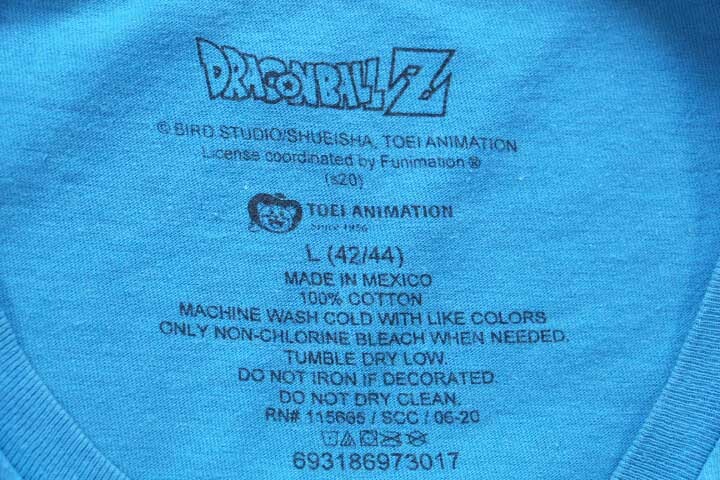 DRAGONBALL Z
© BIRD STUDIO/SHUEISHA, TOEI ANIMATION
License coordinated by Funimation ®
(s20)
TOEI ANIMATION
Since 1956
L (42/44)
MADE IN MEXICO
100% COTTON
MACHINE WASH COLD WITH LIKE COLORS
ONLY NON-CHLORINE BLEACH WHEN NEEDED.
TUMBLE DRY LOW.
DO NOT IRON IF DECORATED.
DO NOT DRY CLEAN.
RN# 115605 / SCC / 06-20
693186973017